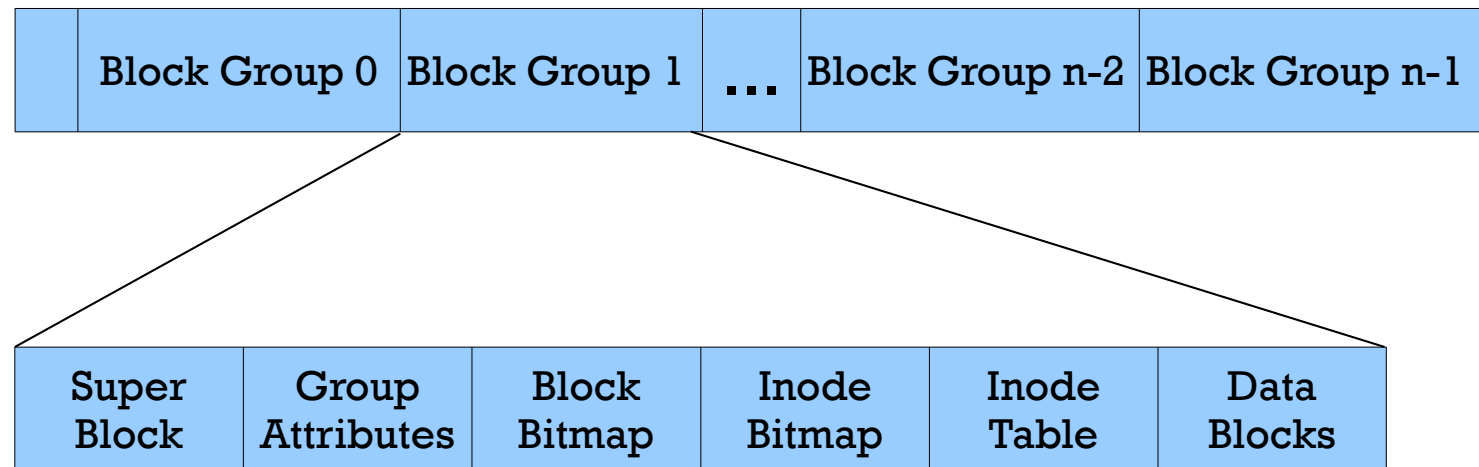 Block Group 0 Block Group 1 ... Block Group n-2 Block Group n-1
Super Group Block Inode Inode Data
Block Attributes Bitmap Bitmap Table Blocks